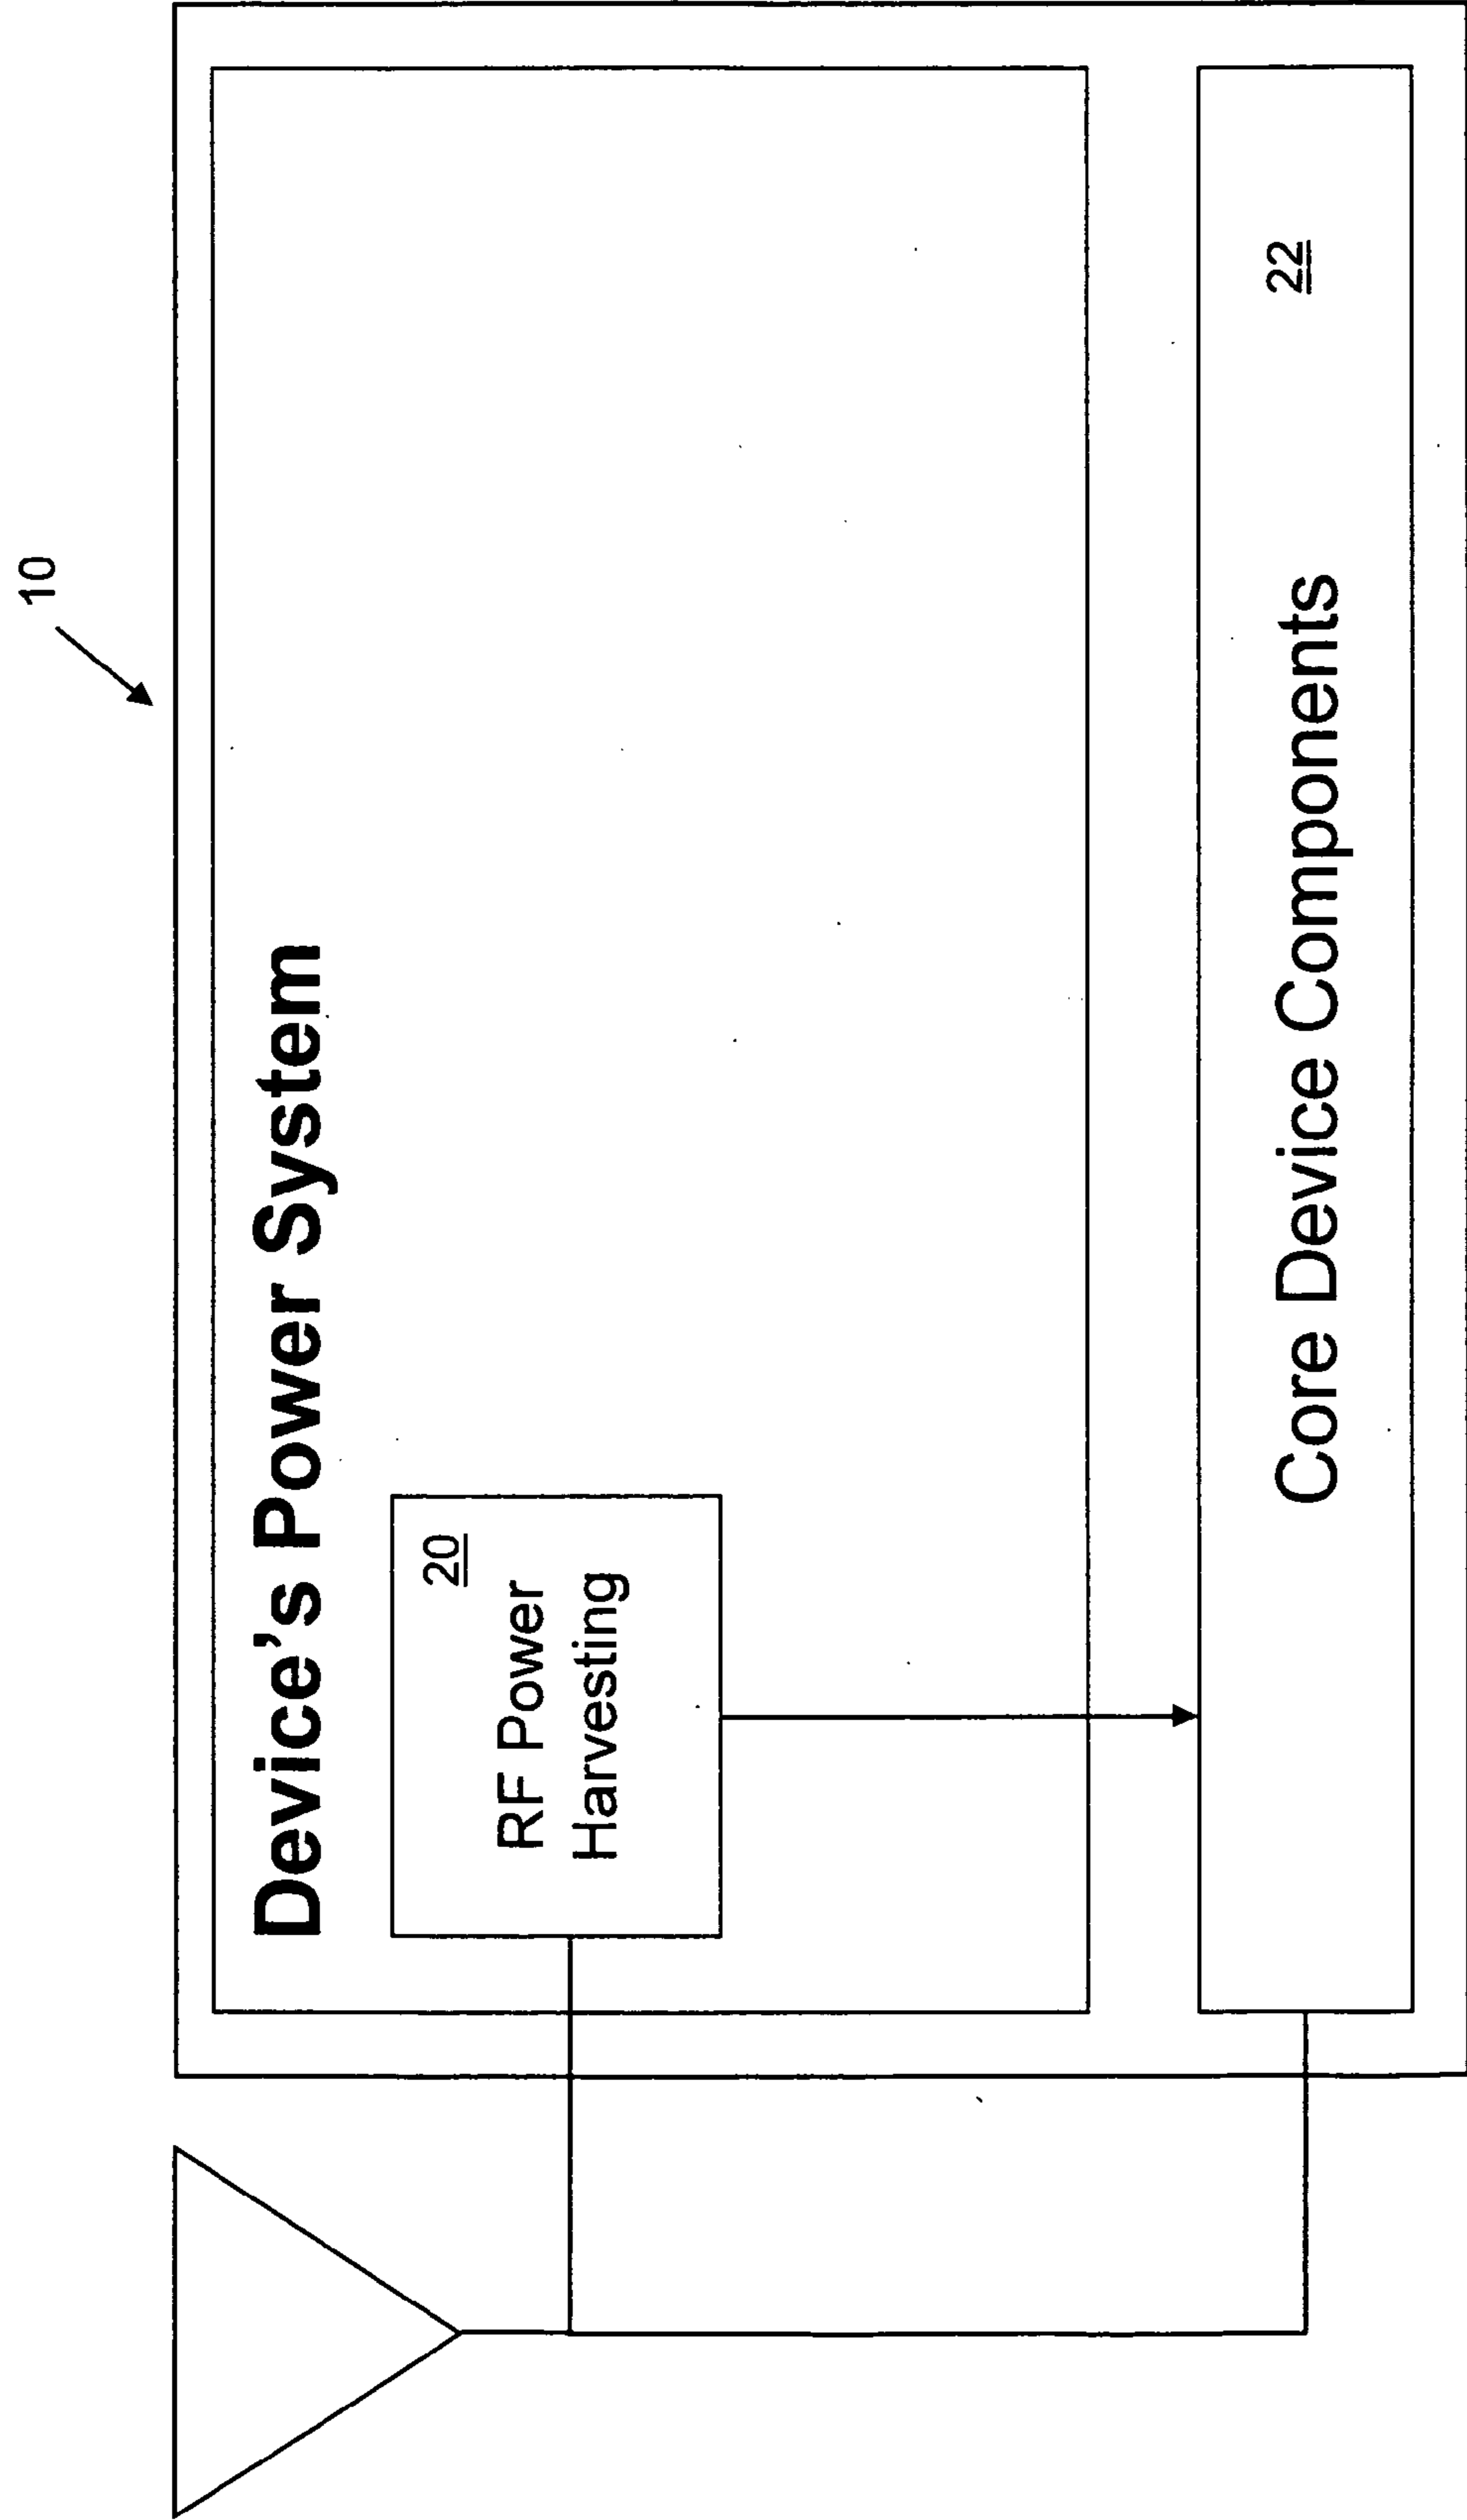 10
Device's Power System
20
RF Power
Harvesting
22
Core Device Components